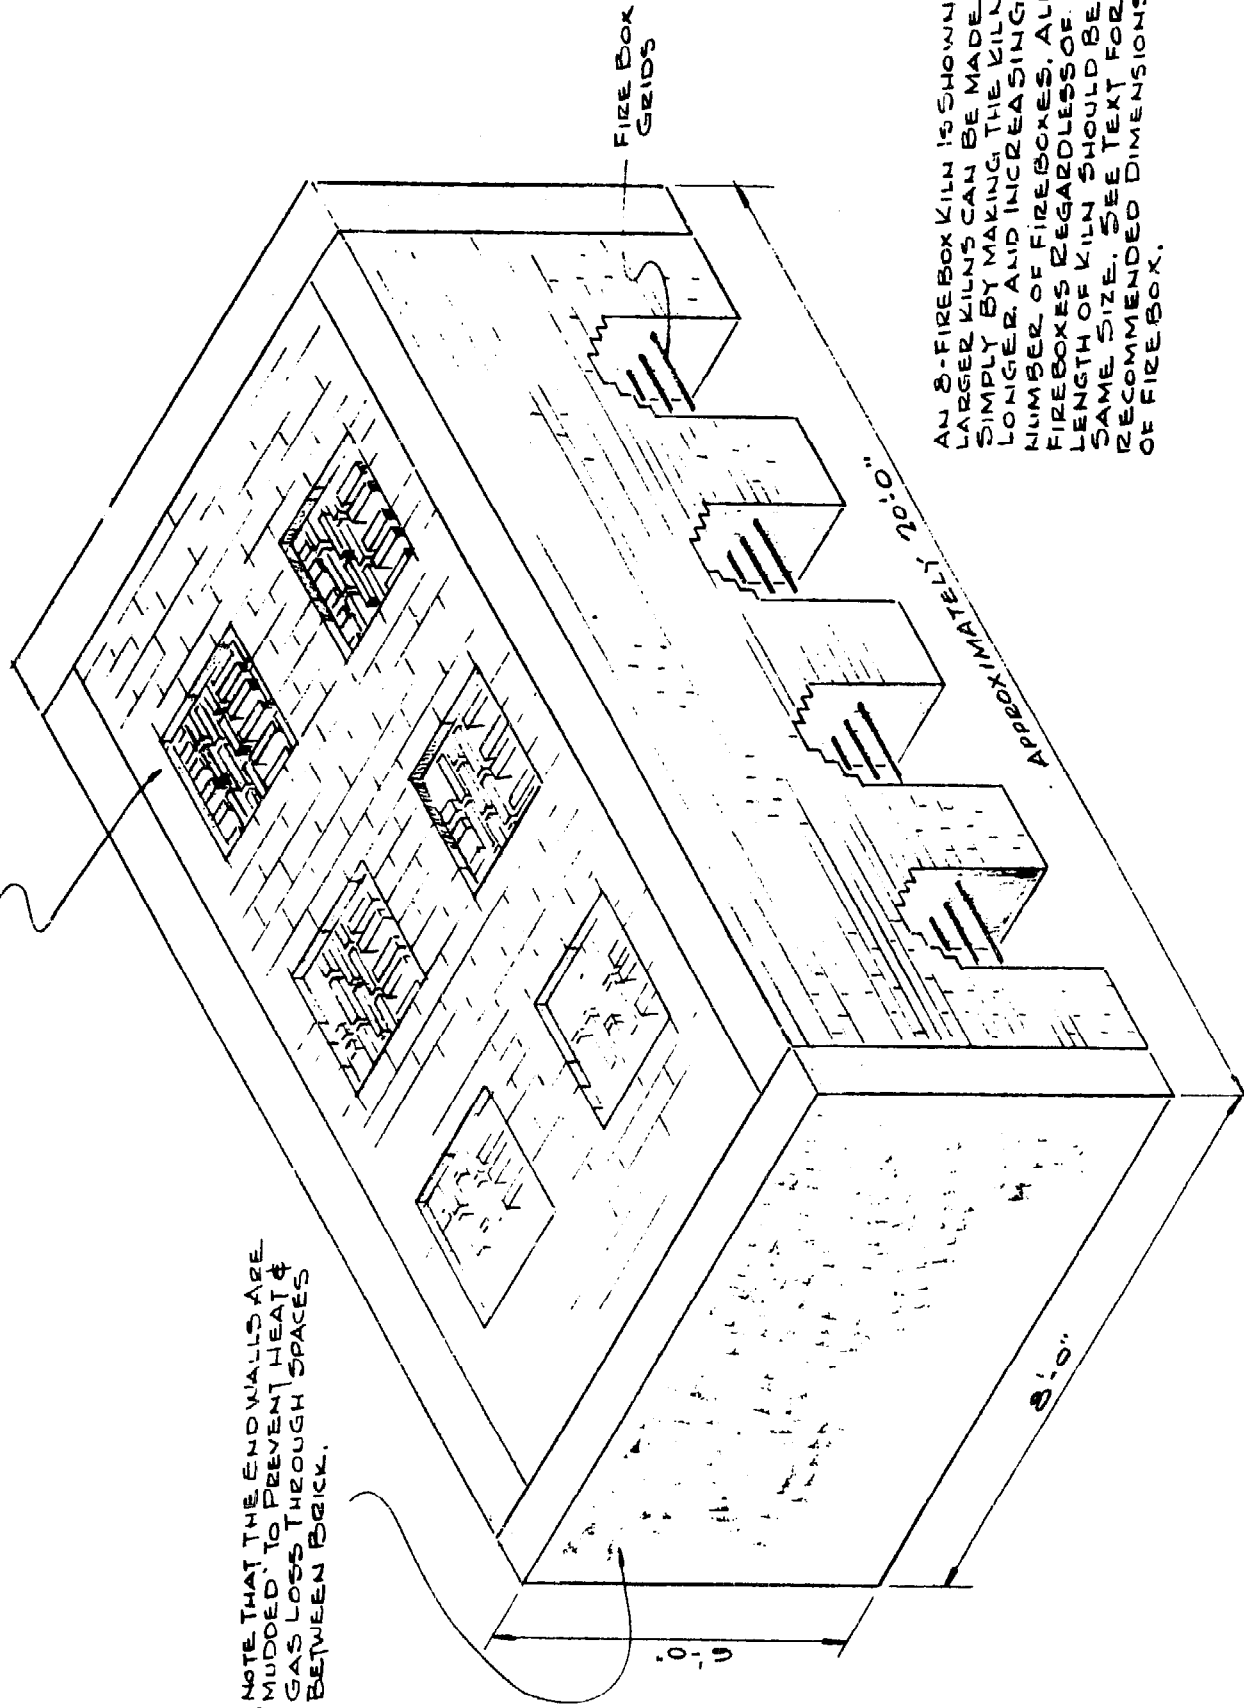 NOTE THAT THE END WALLS ARE
'MUDDED' TO PREVENT HEAT &
GAS LOSS THROUGH SPACES
BETWEEN BRICK.
FIRE BOX
GRIDS
5'-0"
8'-0"
APPROXIMATELY 20'-0"
AN 8-FIREBOX KILN IS SHOWN
LARGER KILNS CAN BE MADE
SIMPLY BY MAKING THE KILN
LONGER AND INCREASING
NUMBER OF FIREBOXES. ALL
FIREBOXES REGARDLESS OF
LENGTH OF KILN SHOULD BE
SAME SIZE. SEE TEXT FOR
RECOMMENDED DIMENSIONS
OF FIREBOX.